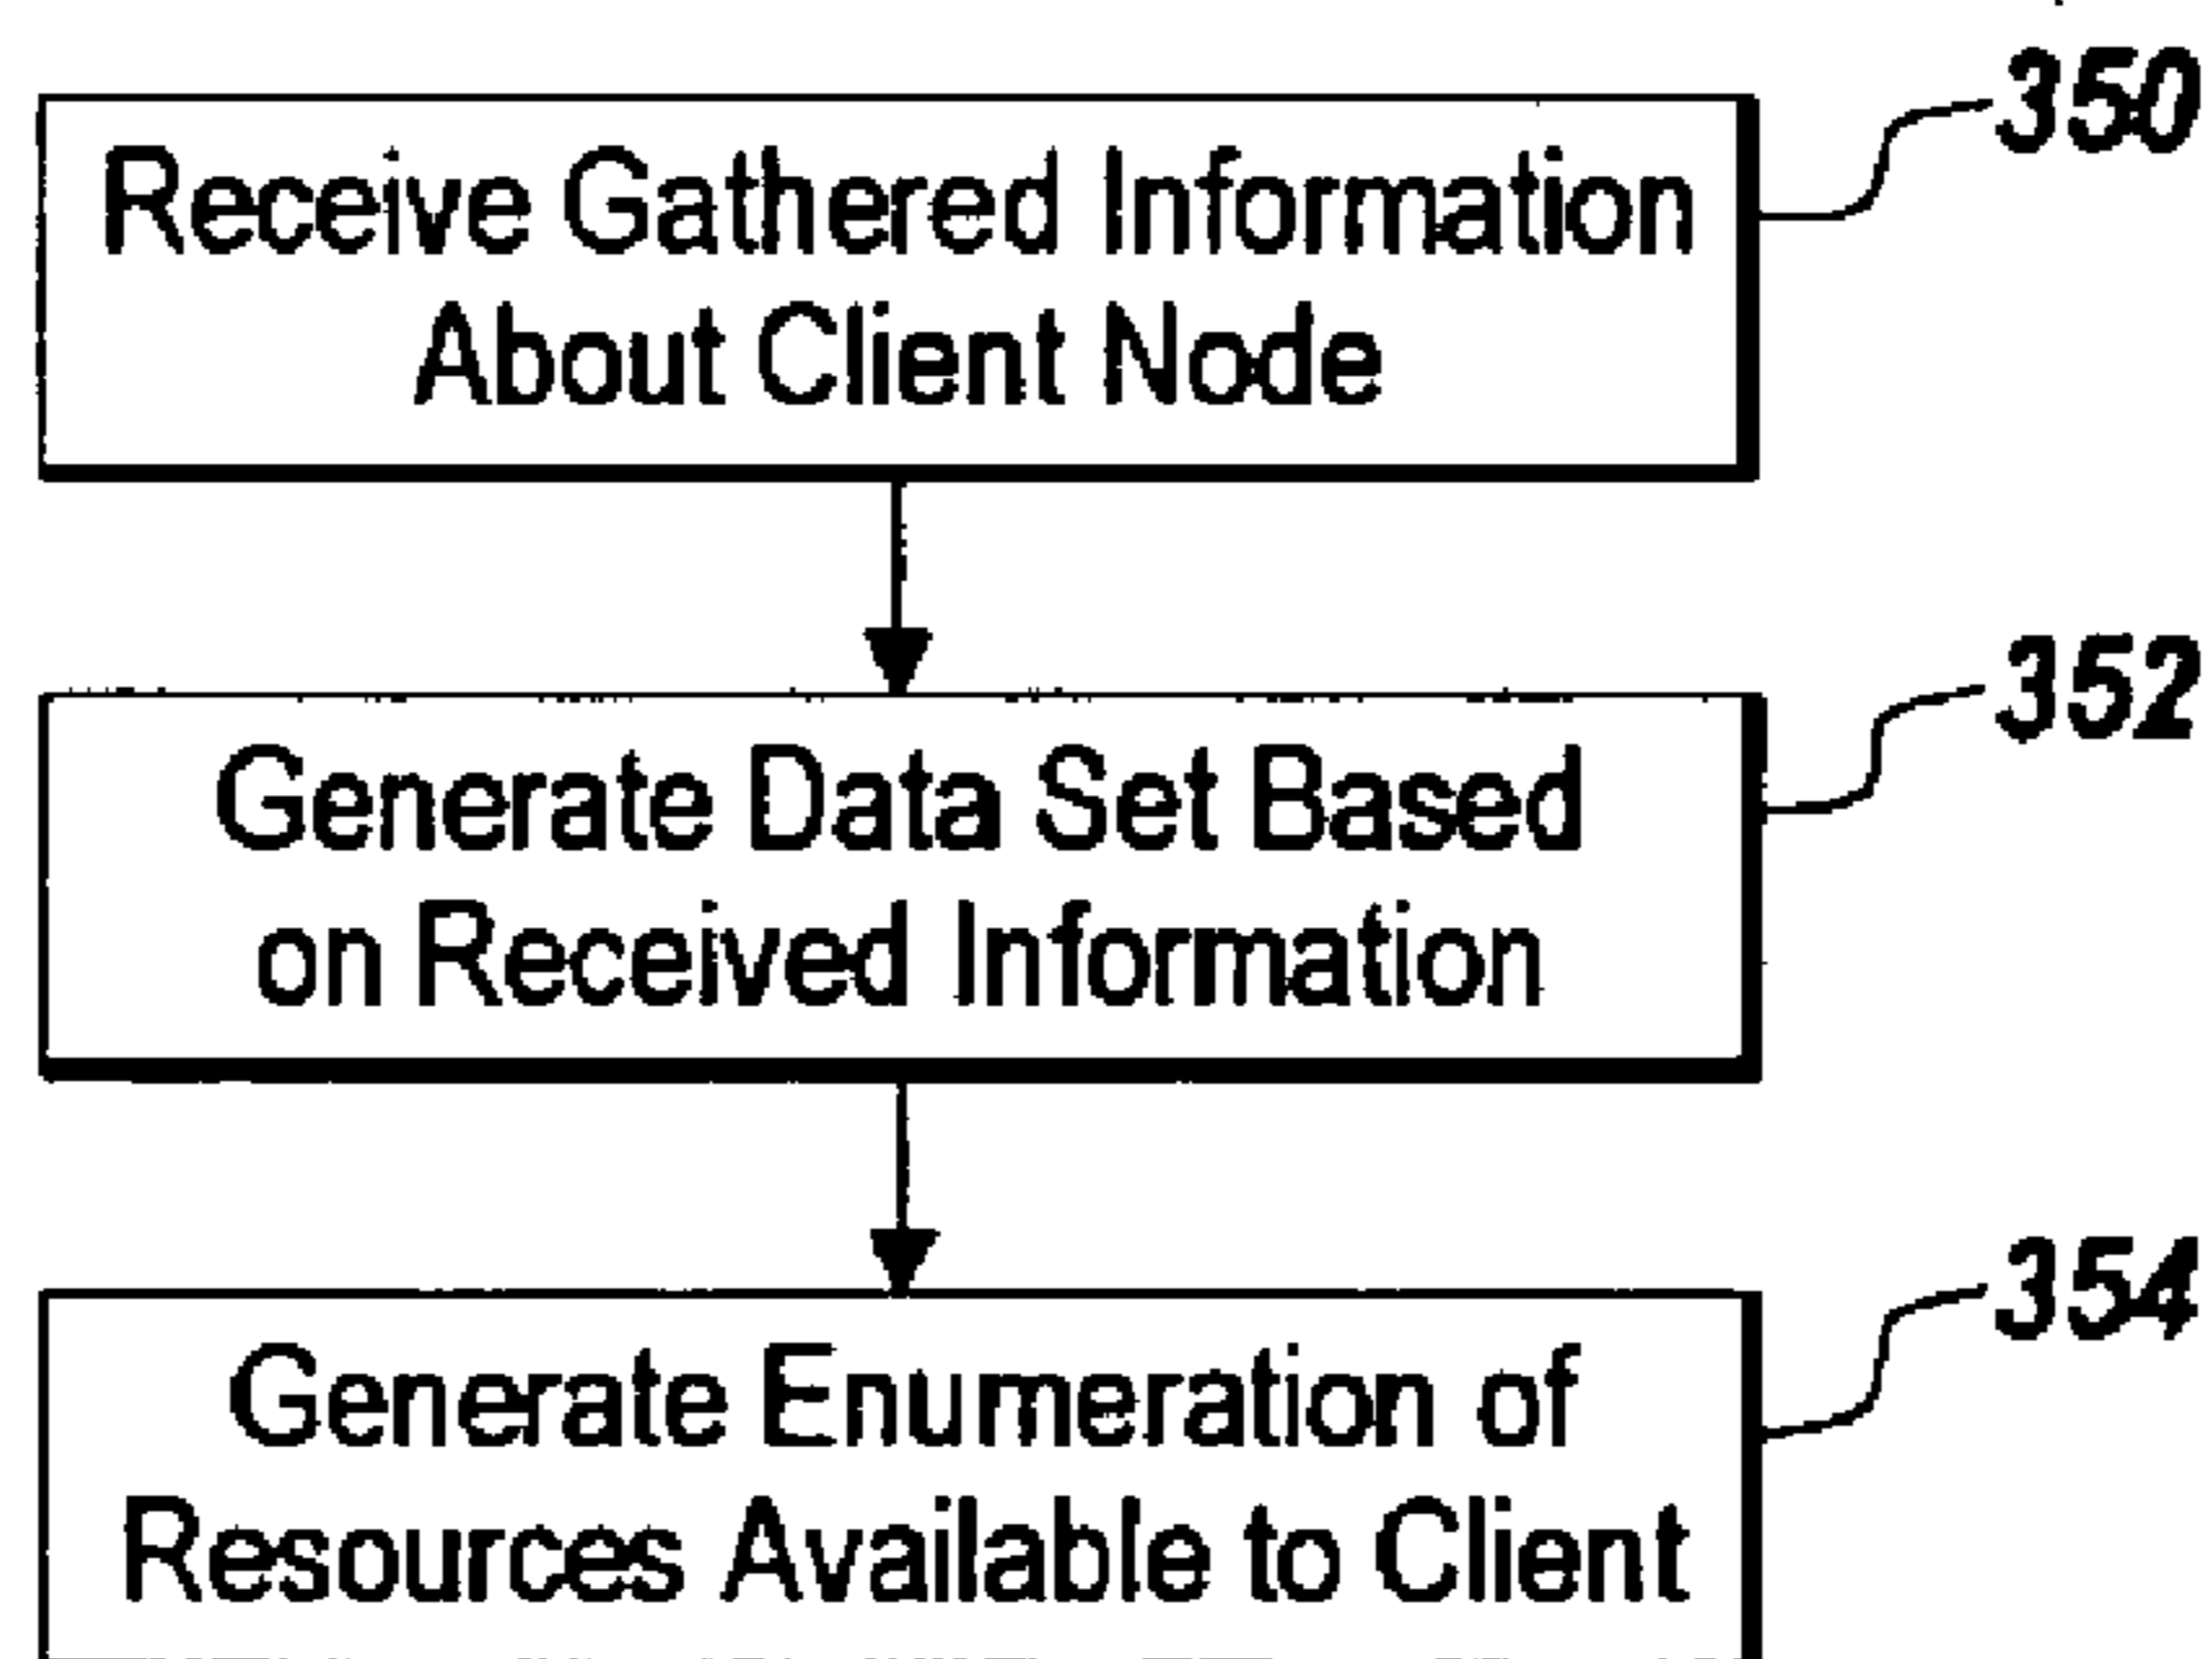 350
Receive Gathered Information
About Client Node
352
Generate Data Set Based
on Received Information
354
Generate Enumeration of
Resources Available to Client